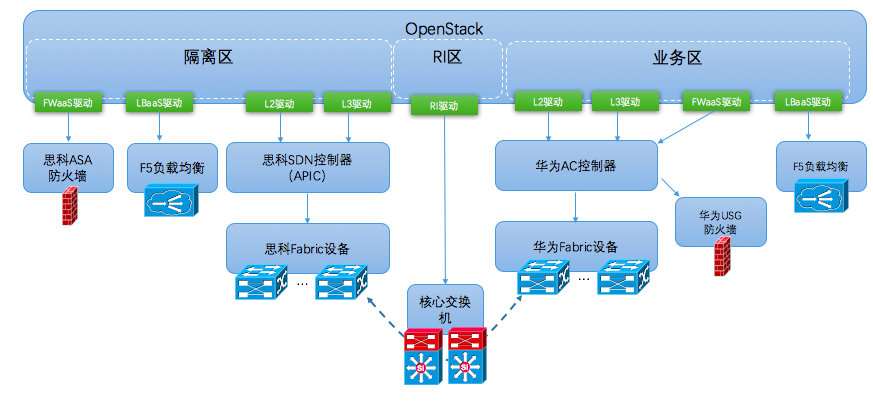 OpenStack
隔离区
RI区
业务区
FWaaS驱动
LBaaS驱动
L2驱动
L3驱动
RI驱动
L2驱动
L3驱动
FWaaS驱动
LBaaS驱动
思科ASA
防火墙
F5负载均衡
思科SDN控制器
（APIC）
华为AC控制器
F5负载均衡
思科Fabric设备
华为Fabric设备
华为USG
防火墙
...
...
核心交换
机
SI
SI